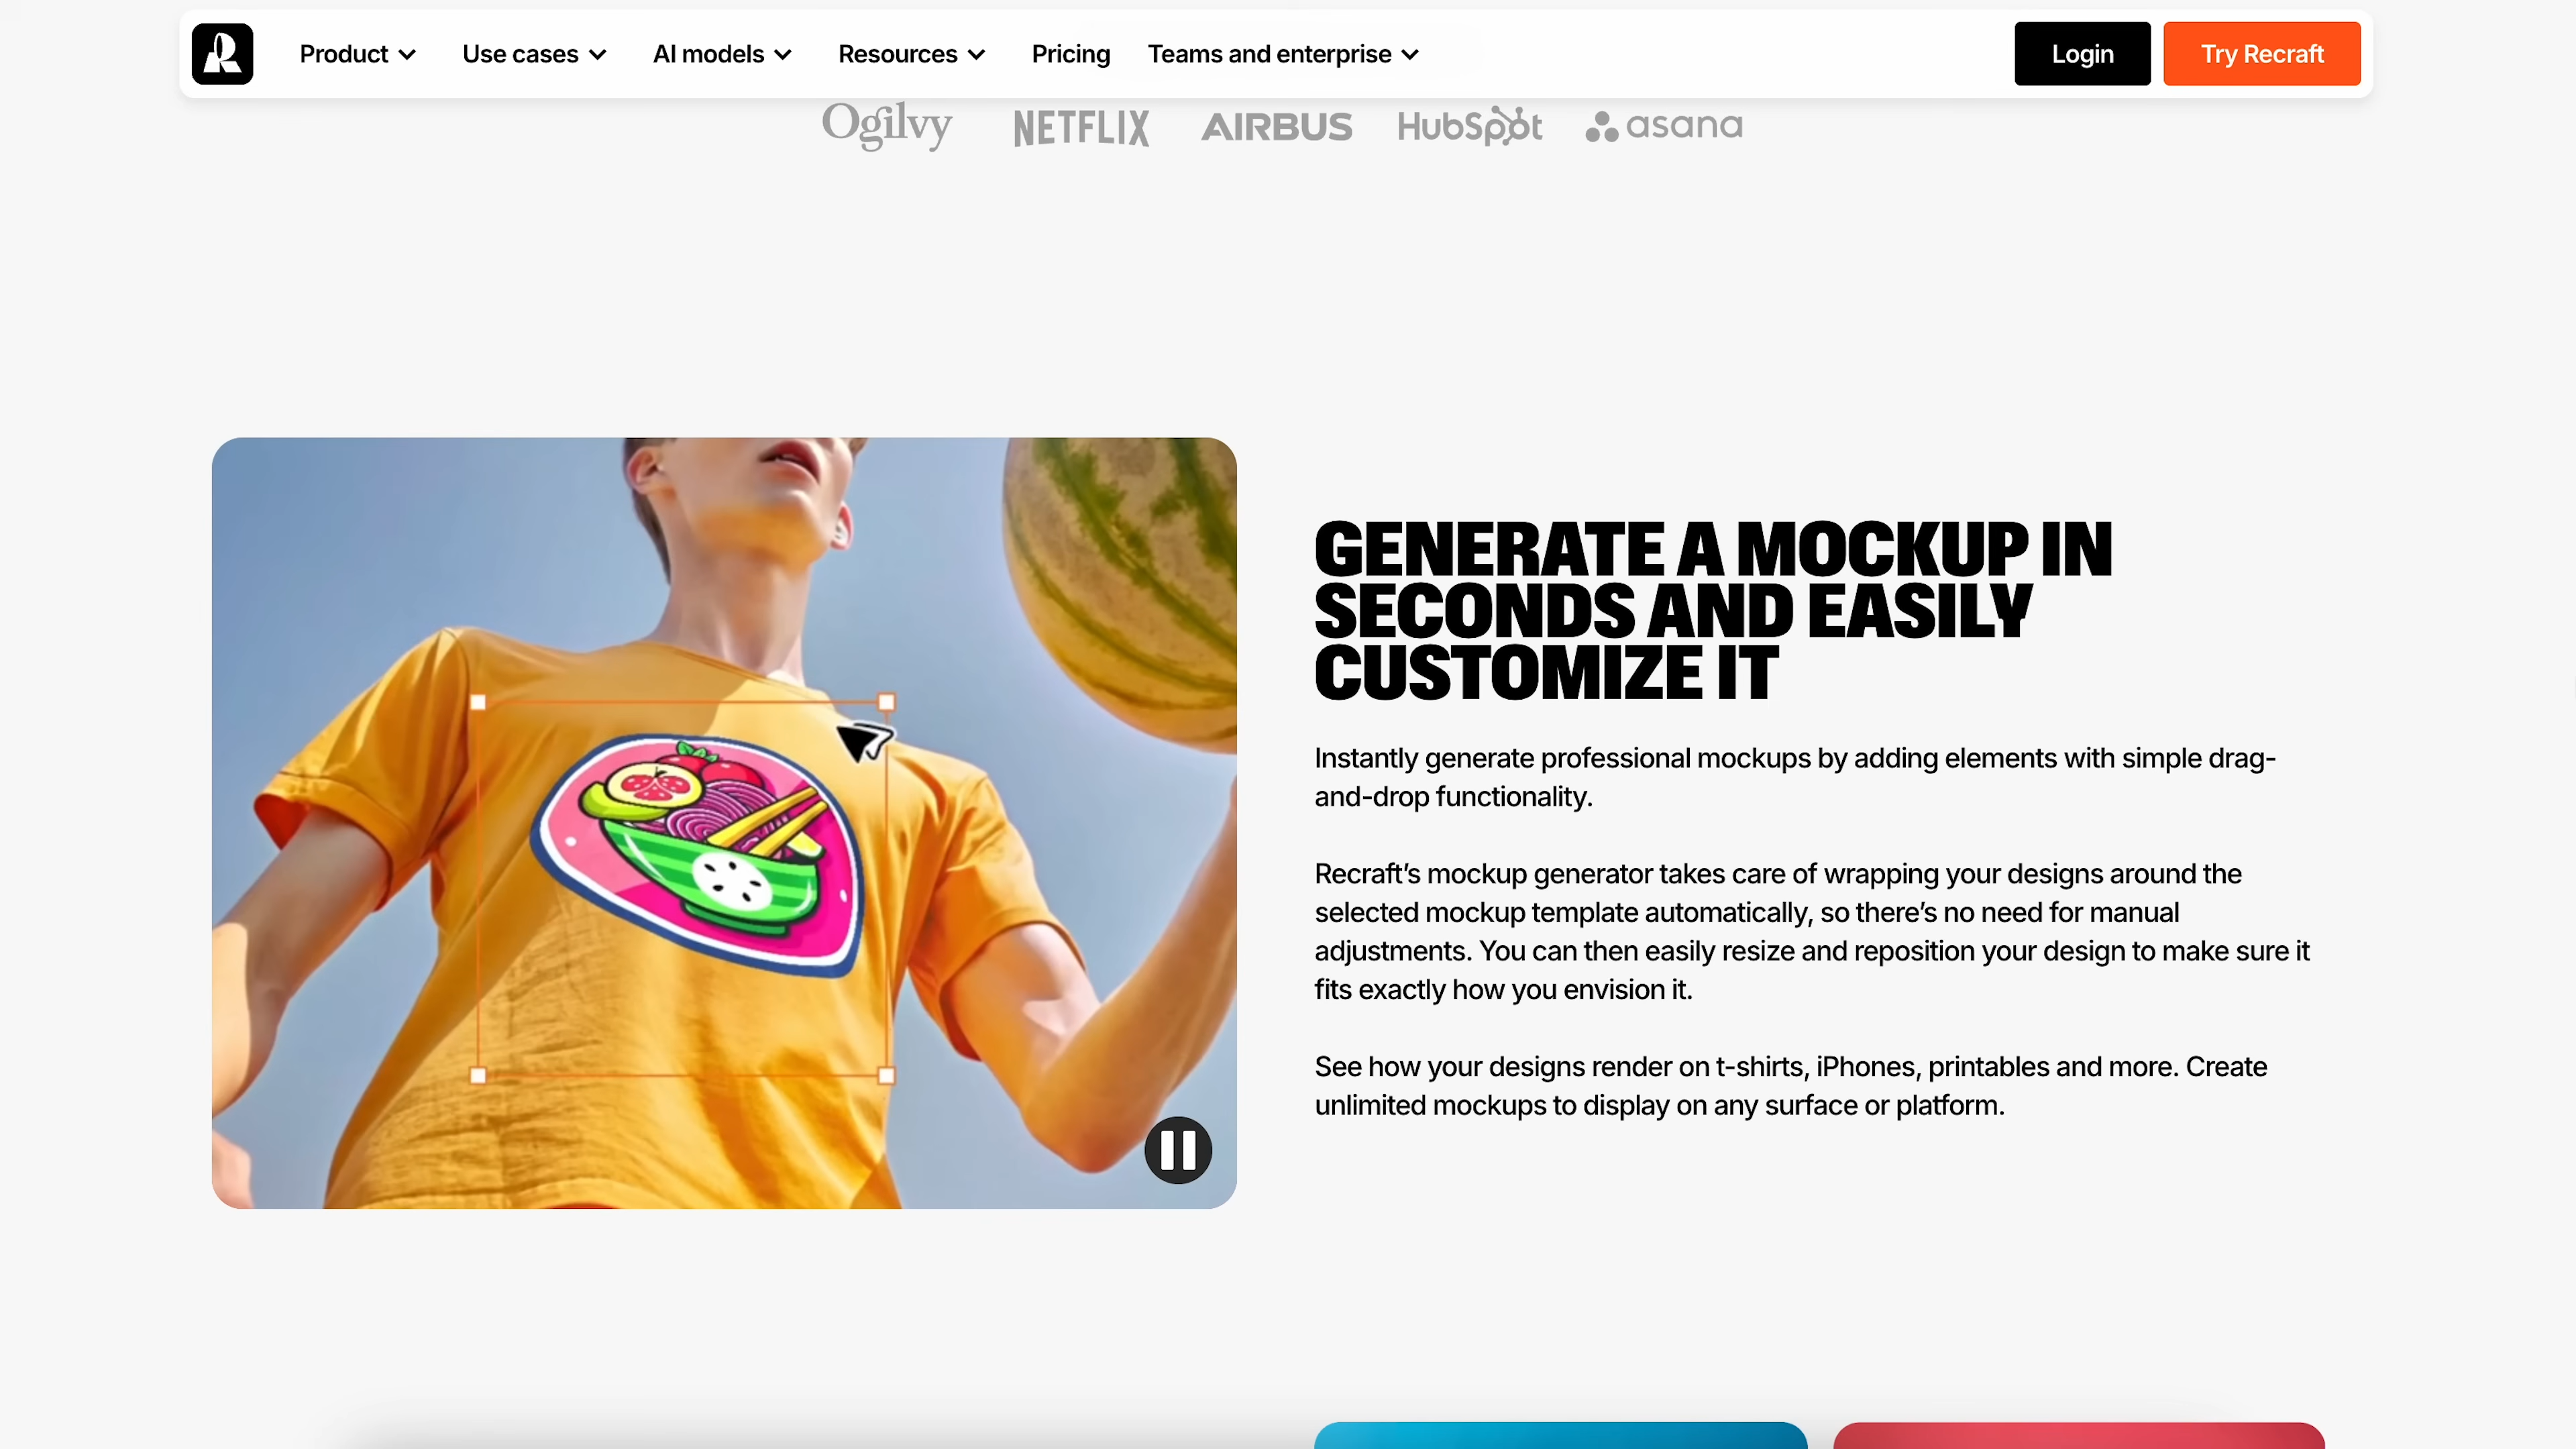 Product
Use cases
AI models
Resources
Pricing
Teams and enterprise
Login
Try Recraft
Ogilvy
NETFLIX
AIRBUS
HubSpot
asana
GENERATE A MOCKUP IN
SECONDS AND EASILY
CUSTOMIZE IT
Instantly generate professional mockups by adding elements with simple drag-
and-drop functionality.
Recraft’s mockup generator takes care of wrapping your designs around the
selected mockup template automatically, so there’s no need for manual
adjustments. You can then easily resize and reposition your design to make sure it
fits exactly how you envision it.
See how your designs render on t-shirts, iPhones, printables and more. Create
unlimited mockups to display on any surface or platform.